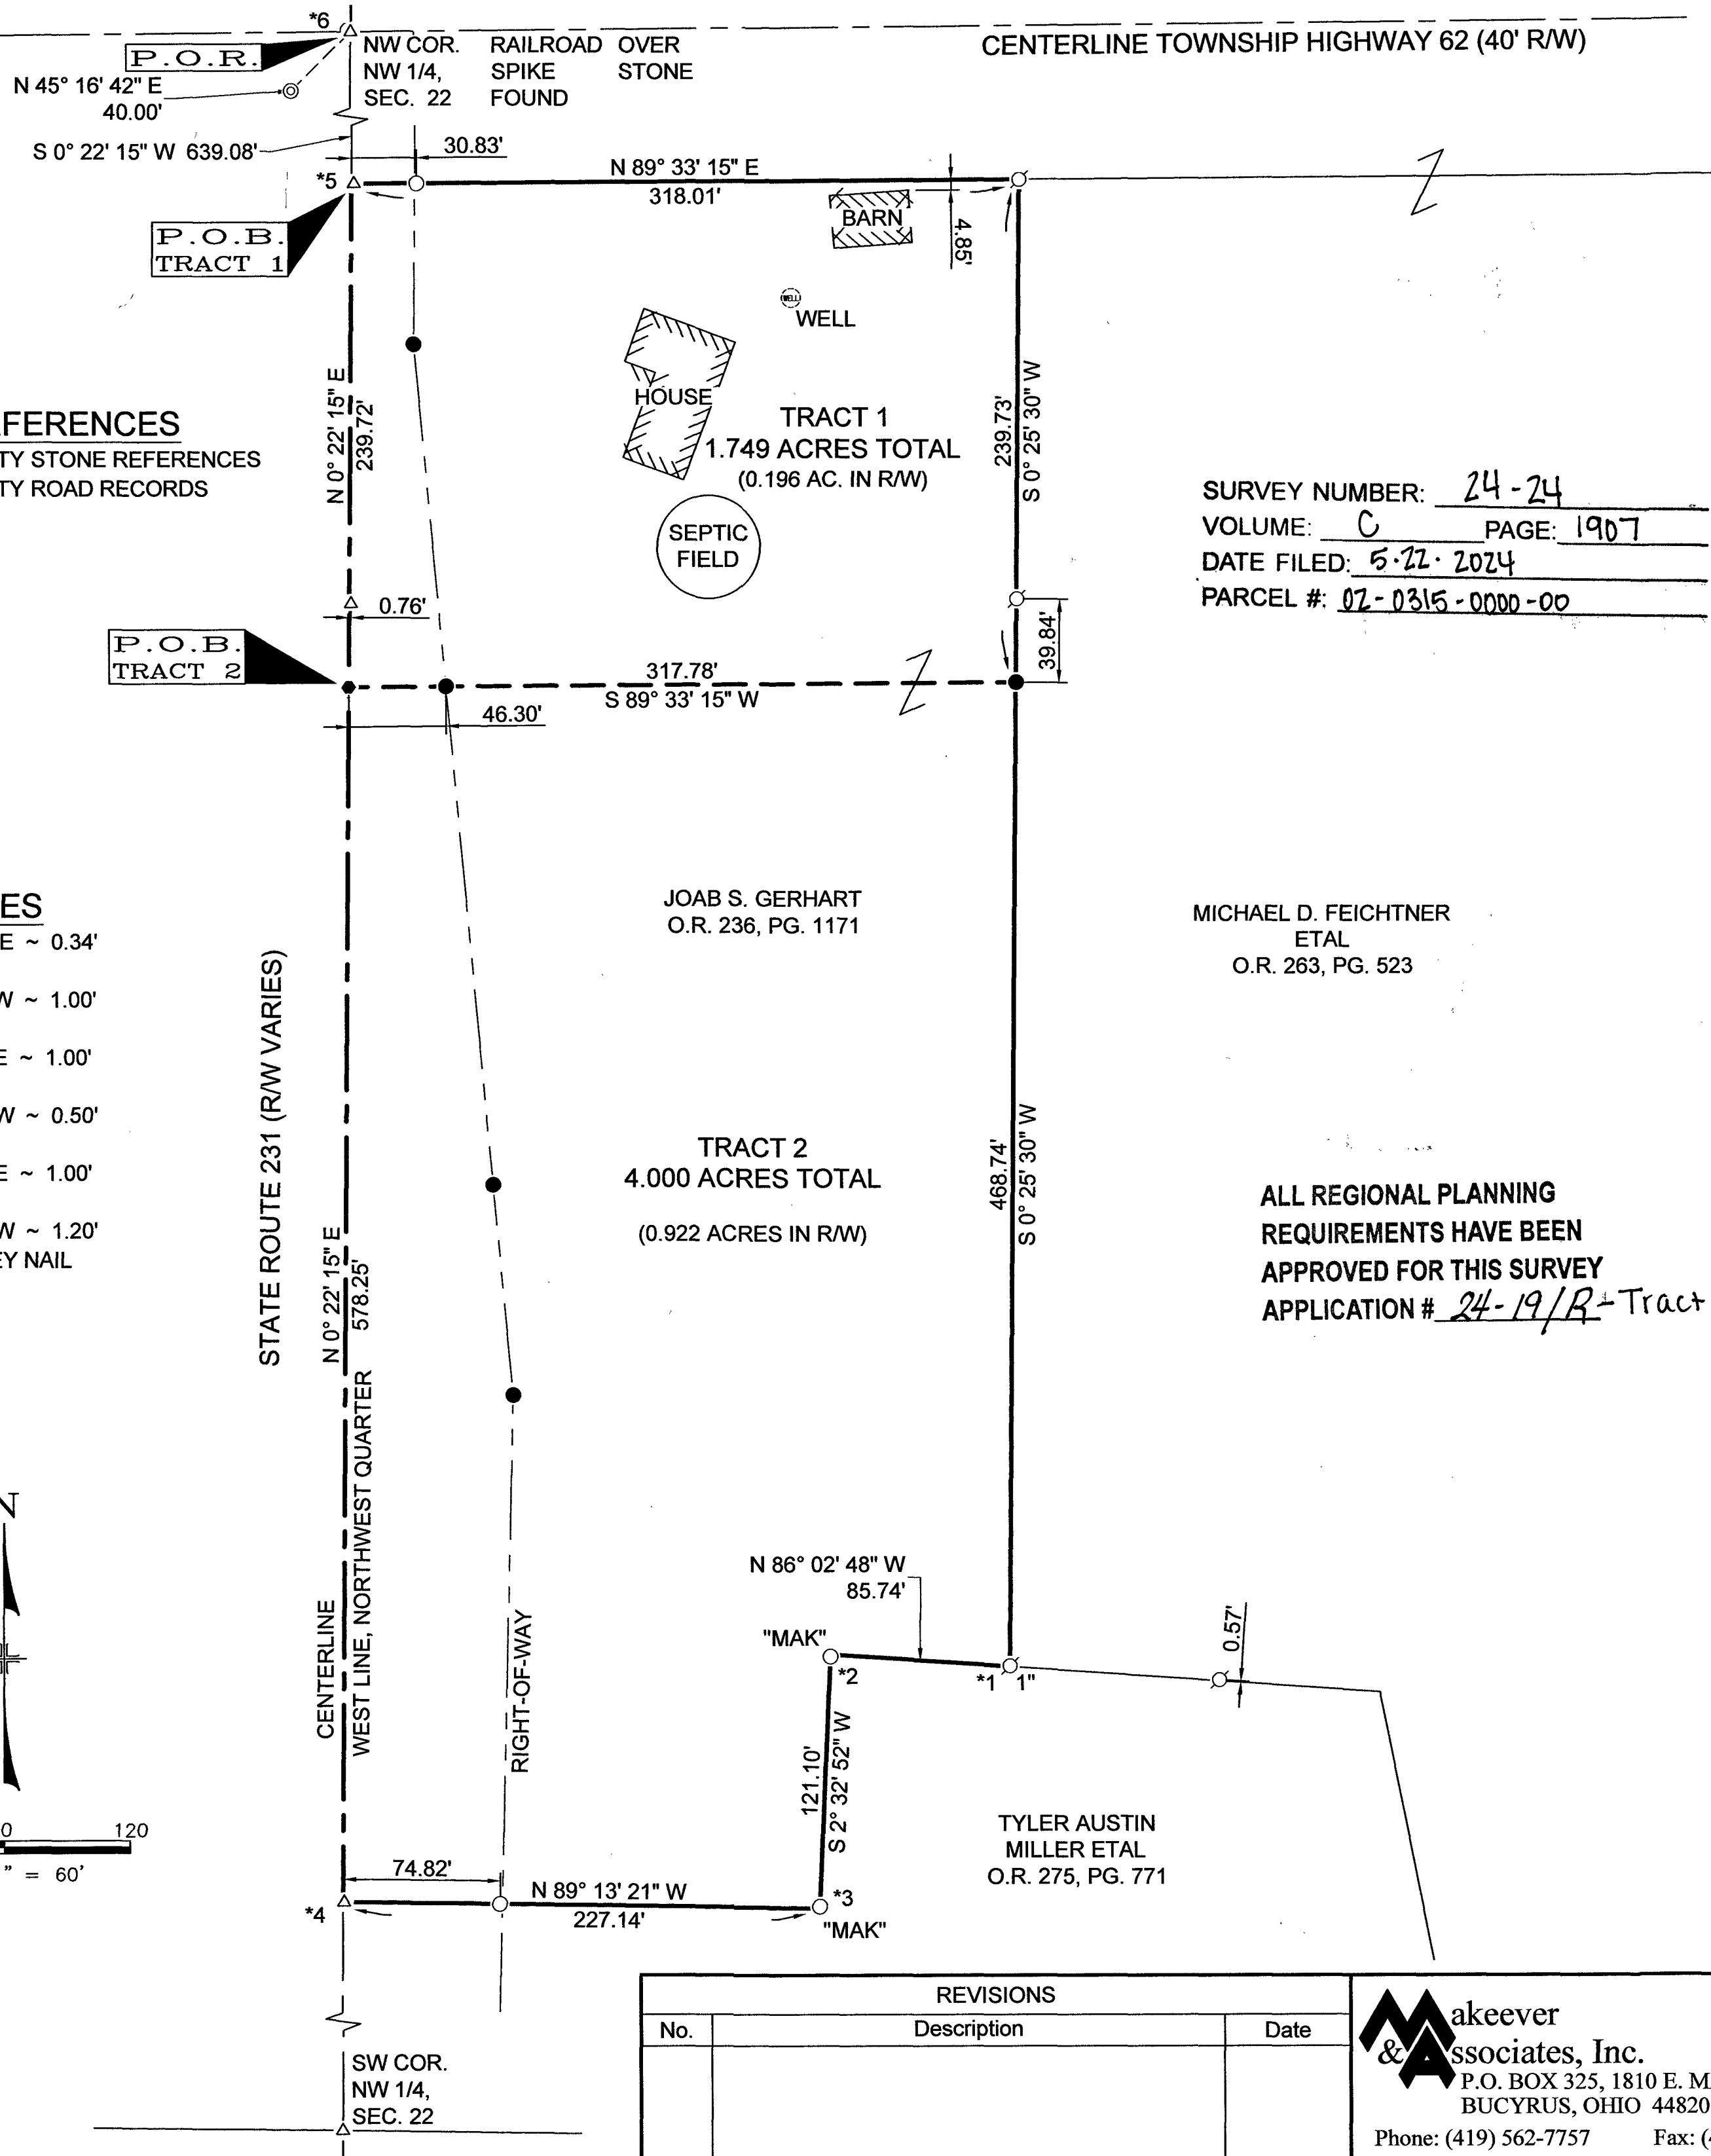 *6
P.O.R.
NW COR. RAILROAD OVER
NW 1/4, SPIKE STONE
SEC. 22 FOUND
CENTERLINE TOWNSHIP HIGHWAY 62 (40' R/W)
N 45° 16' 42" E
40.00'
S 0° 22' 15" W 639.08'
30.83'
*5
N 89° 33' 15" E
318.01'
P.O.B.
TRACT 1
BARN
4.85'
WELL
WELL
HOUSE
N 0° 22' 15" E
239.72'
TRACT 1
1.749 ACRES TOTAL
(0.196 AC. IN R/W)
239.73'
S 0° 25' 30" W
FERENCES
TY STONE REFERENCES
TY ROAD RECORDS
SURVEY NUMBER: 24-24
VOLUME: C PAGE: 1907
DATE FILED: 5.22.2024
PARCEL #: 02-0315-0000-00
SEPTIC
FIELD
0.76'
39.84'
P.O.B.
TRACT 2
317.78'
S 89° 33' 15" W
46.30'
JOAB S. GERHART
O.R. 236, PG. 1171
MICHAEL D. FEICHTNER
ETAL
O.R. 263, PG. 523
ES
E ~ 0.34'
W ~ 1.00'
E ~ 1.00'
W ~ 0.50'
E ~ 1.00'
W ~ 1.20'
EY NAIL
STATE ROUTE 231 (R/W VARIES)
TRACT 2
4.000 ACRES TOTAL
(0.922 ACRES IN R/W)
468.74'
S 0° 25' 30" W
ALL REGIONAL PLANNING
REQUIREMENTS HAVE BEEN
APPROVED FOR THIS SURVEY
APPLICATION # 24-19/R-Tract
N 0° 22' 15" E
578.25'
CENTERLINE
WEST LINE, NORTHWEST QUARTER
RIGHT-OF-WAY
N
N 86° 02' 48" W
85.74'
"MAK"
*2
*1 1"
0.57'
121.10'
S 2° 32' 52" W
TYLER AUSTIN
MILLER ETAL
O.R. 275, PG. 771
0 120
" = 60'
74.82'
N 89° 13' 21" W
227.14'
*4
*3
"MAK"
SW COR.
NW 1/4,
SEC. 22
REVISIONS
No. Description Date
Makeever
& Associates, Inc.
P.O. BOX 325, 1810 E. MA
BUCYRUS, OHIO 44820
Phone: (419) 562-7757 Fax: (4